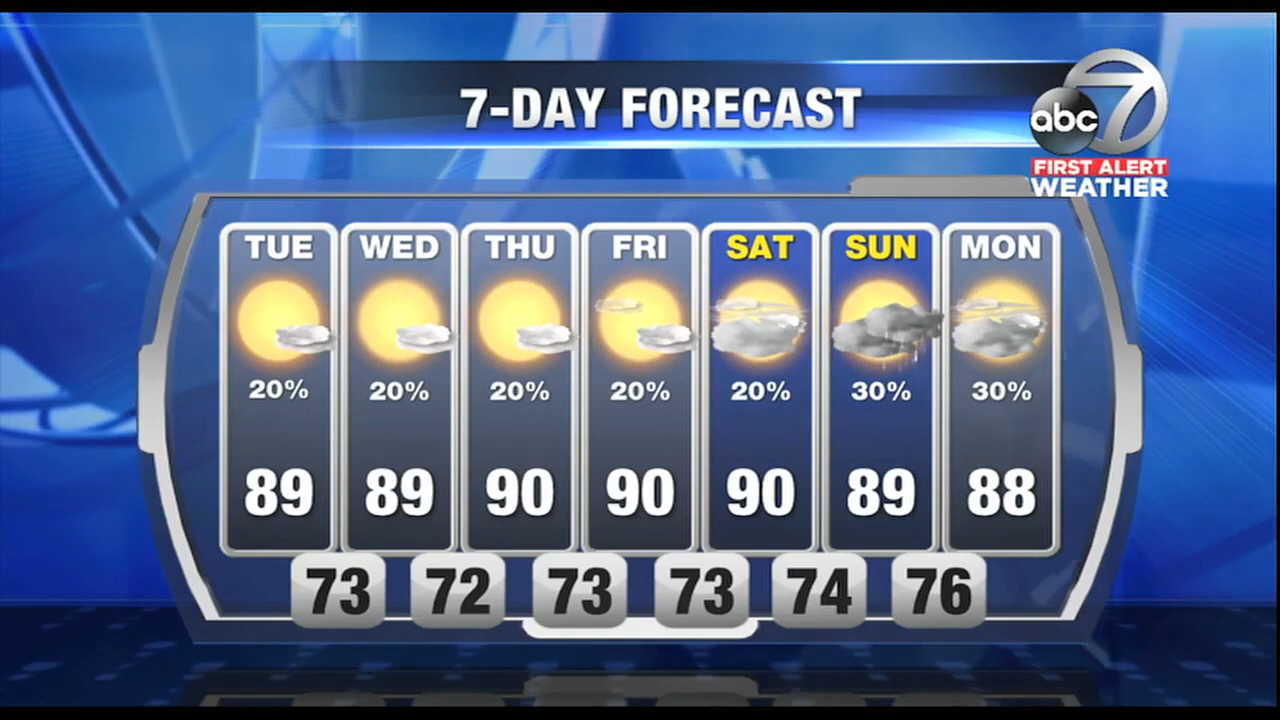 7-DAY FORECAST
abc 7
FIRST ALERT
WEATHER
TUE WED THU FRI SAT SUN MON
20% 20% 20% 20% 20% 30% 30%
89 89 90 90 90 89 88
73 72 73 73 74 76